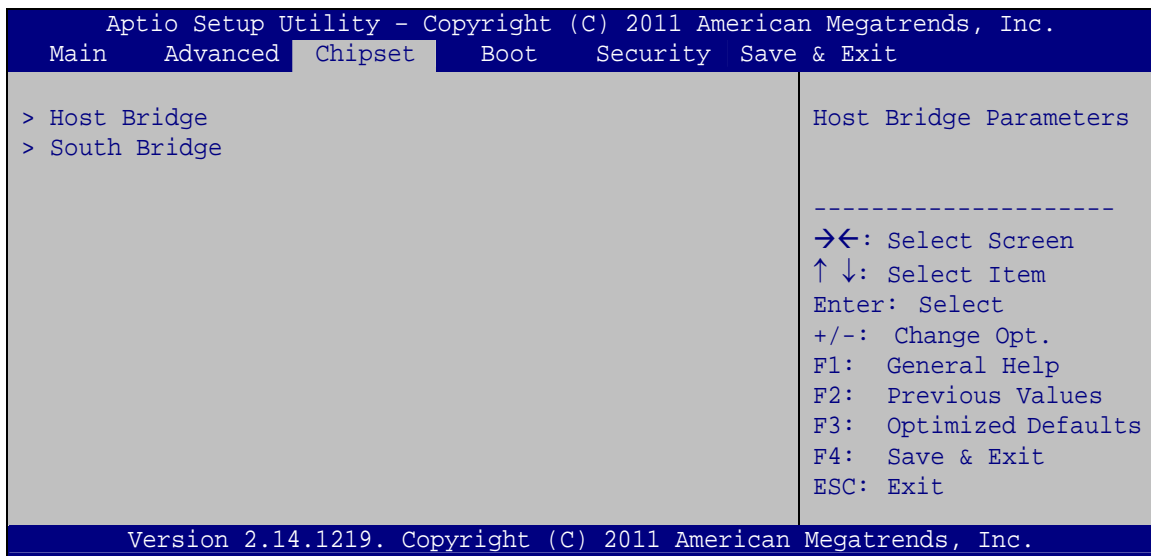 Aptio Setup Utility – Copyright (C) 2011 American Megatrends, Inc.
Main Advanced Chipset Boot Security Save & Exit
> Host Bridge
> South Bridge
Host Bridge Parameters
---------------------
→←: Select Screen
↑ ↓: Select Item
Enter: Select
+/-: Change Opt.
F1: General Help
F2: Previous Values
F3: Optimized Defaults
F4: Save & Exit
ESC: Exit
Version 2.14.1219. Copyright (C) 2011 American Megatrends, Inc.